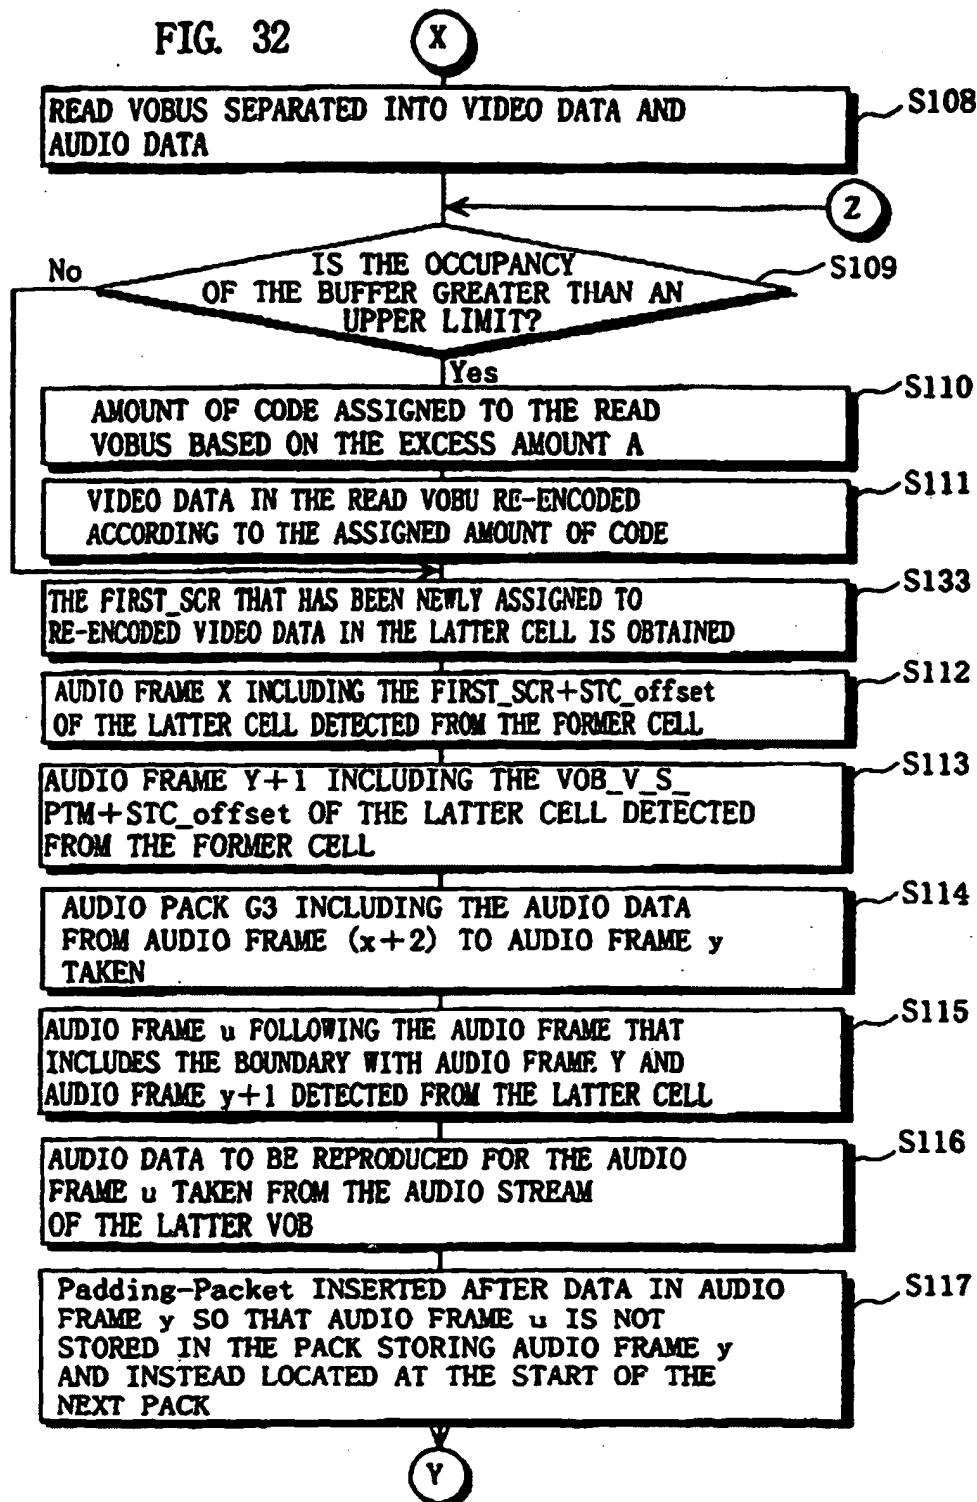 FIG. 32
X
READ VOBUS SEPARATED INTO VIDEO DATA AND
AUDIO DATA
S108
Z
No
IS THE OCCUPANCY
OF THE BUFFER GREATER THAN AN
UPPER LIMIT?
S109
Yes
AMOUNT OF CODE ASSIGNED TO THE READ
VOBUS BASED ON THE EXCESS AMOUNT A
S110
VIDEO DATA IN THE READ VOBU RE-ENCODED
ACCORDING TO THE ASSIGNED AMOUNT OF CODE
S111
THE FIRST_SCR THAT HAS BEEN NEWLY ASSIGNED TO
RE-ENCODED VIDEO DATA IN THE LATTER CELL IS OBTAINED
S133
AUDIO FRAME X INCLUDING THE FIRST_SCR+STC_offset
OF THE LATTER CELL DETECTED FROM THE FORMER CELL
S112
AUDIO FRAME Y+1 INCLUDING THE VOB_V_S_
PTM+STC_offset OF THE LATTER CELL DETECTED
FROM THE FORMER CELL
S113
AUDIO PACK G3 INCLUDING THE AUDIO DATA
FROM AUDIO FRAME (x+2) TO AUDIO FRAME y
TAKEN
S114
AUDIO FRAME u FOLLOWING THE AUDIO FRAME THAT
INCLUDES THE BOUNDARY WITH AUDIO FRAME Y AND
AUDIO FRAME y+1 DETECTED FROM THE LATTER CELL
S115
AUDIO DATA TO BE REPRODUCED FOR THE AUDIO
FRAME u TAKEN FROM THE AUDIO STREAM
OF THE LATTER VOB
S116
Padding-Packet INSERTED AFTER DATA IN AUDIO
FRAME y SO THAT AUDIO FRAME u IS NOT
STORED IN THE PACK STORING AUDIO FRAME y
AND INSTEAD LOCATED AT THE START OF THE
NEXT PACK
S117
Y